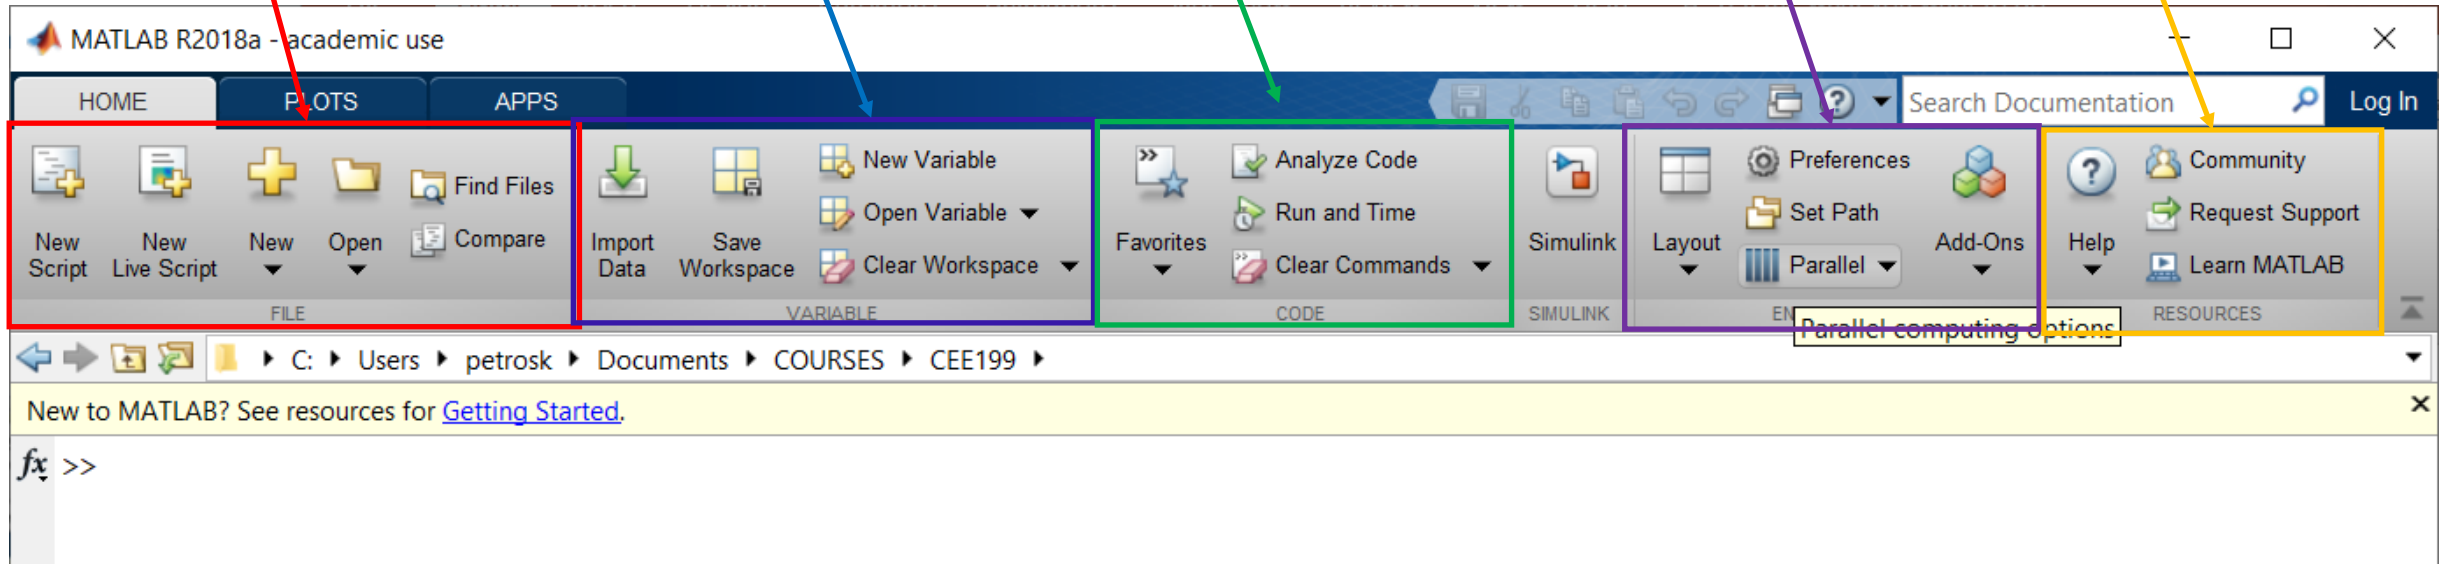 MATLAB R2018a - academic use
HOME PLOTS APPS Search Documentation Log In
New Script
New Live Script
New
Open
Find Files
Compare
FILE
Import Data
Save Workspace
New Variable
Open Variable
Clear Workspace
VARIABLE
Favorites
Analyze Code
Run and Time
Clear Commands
CODE
Simulink
SIMULINK
Layout
Preferences
Set Path
Parallel
Add-Ons
EN
Parallel computing options
Help
Community
Request Support
Learn MATLAB
RESOURCES
C: Users petrosk Documents COURSES CEE199
New to MATLAB? See resources for Getting Started.
fx >>